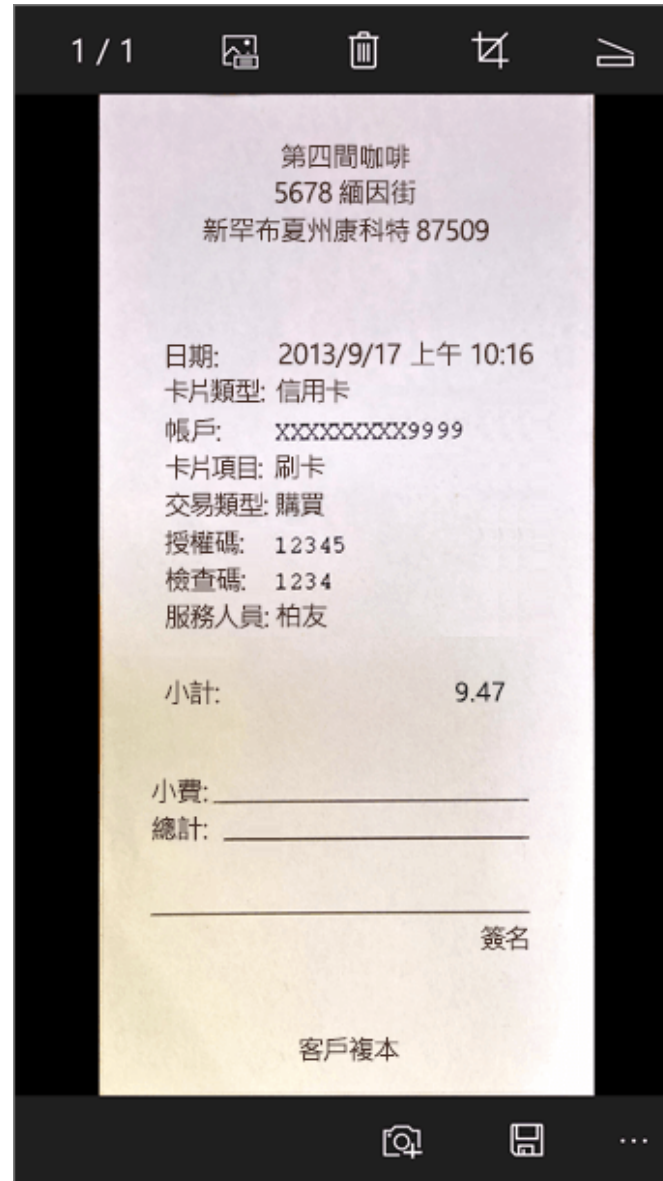 1 / 1
第四間咖啡
5678 緬因街
新罕布夏州康科特 87509
日期: 2013/9/17 上午 10:16
卡片類型: 信用卡
帳戶: XXXXXXXXXX9999
卡片項目: 刷卡
交易類型: 購買
授權碼: 12345
檢查碼: 1234
服務人員: 柏友
小計: 9.47
小費:
總計:
簽名
客戶複本